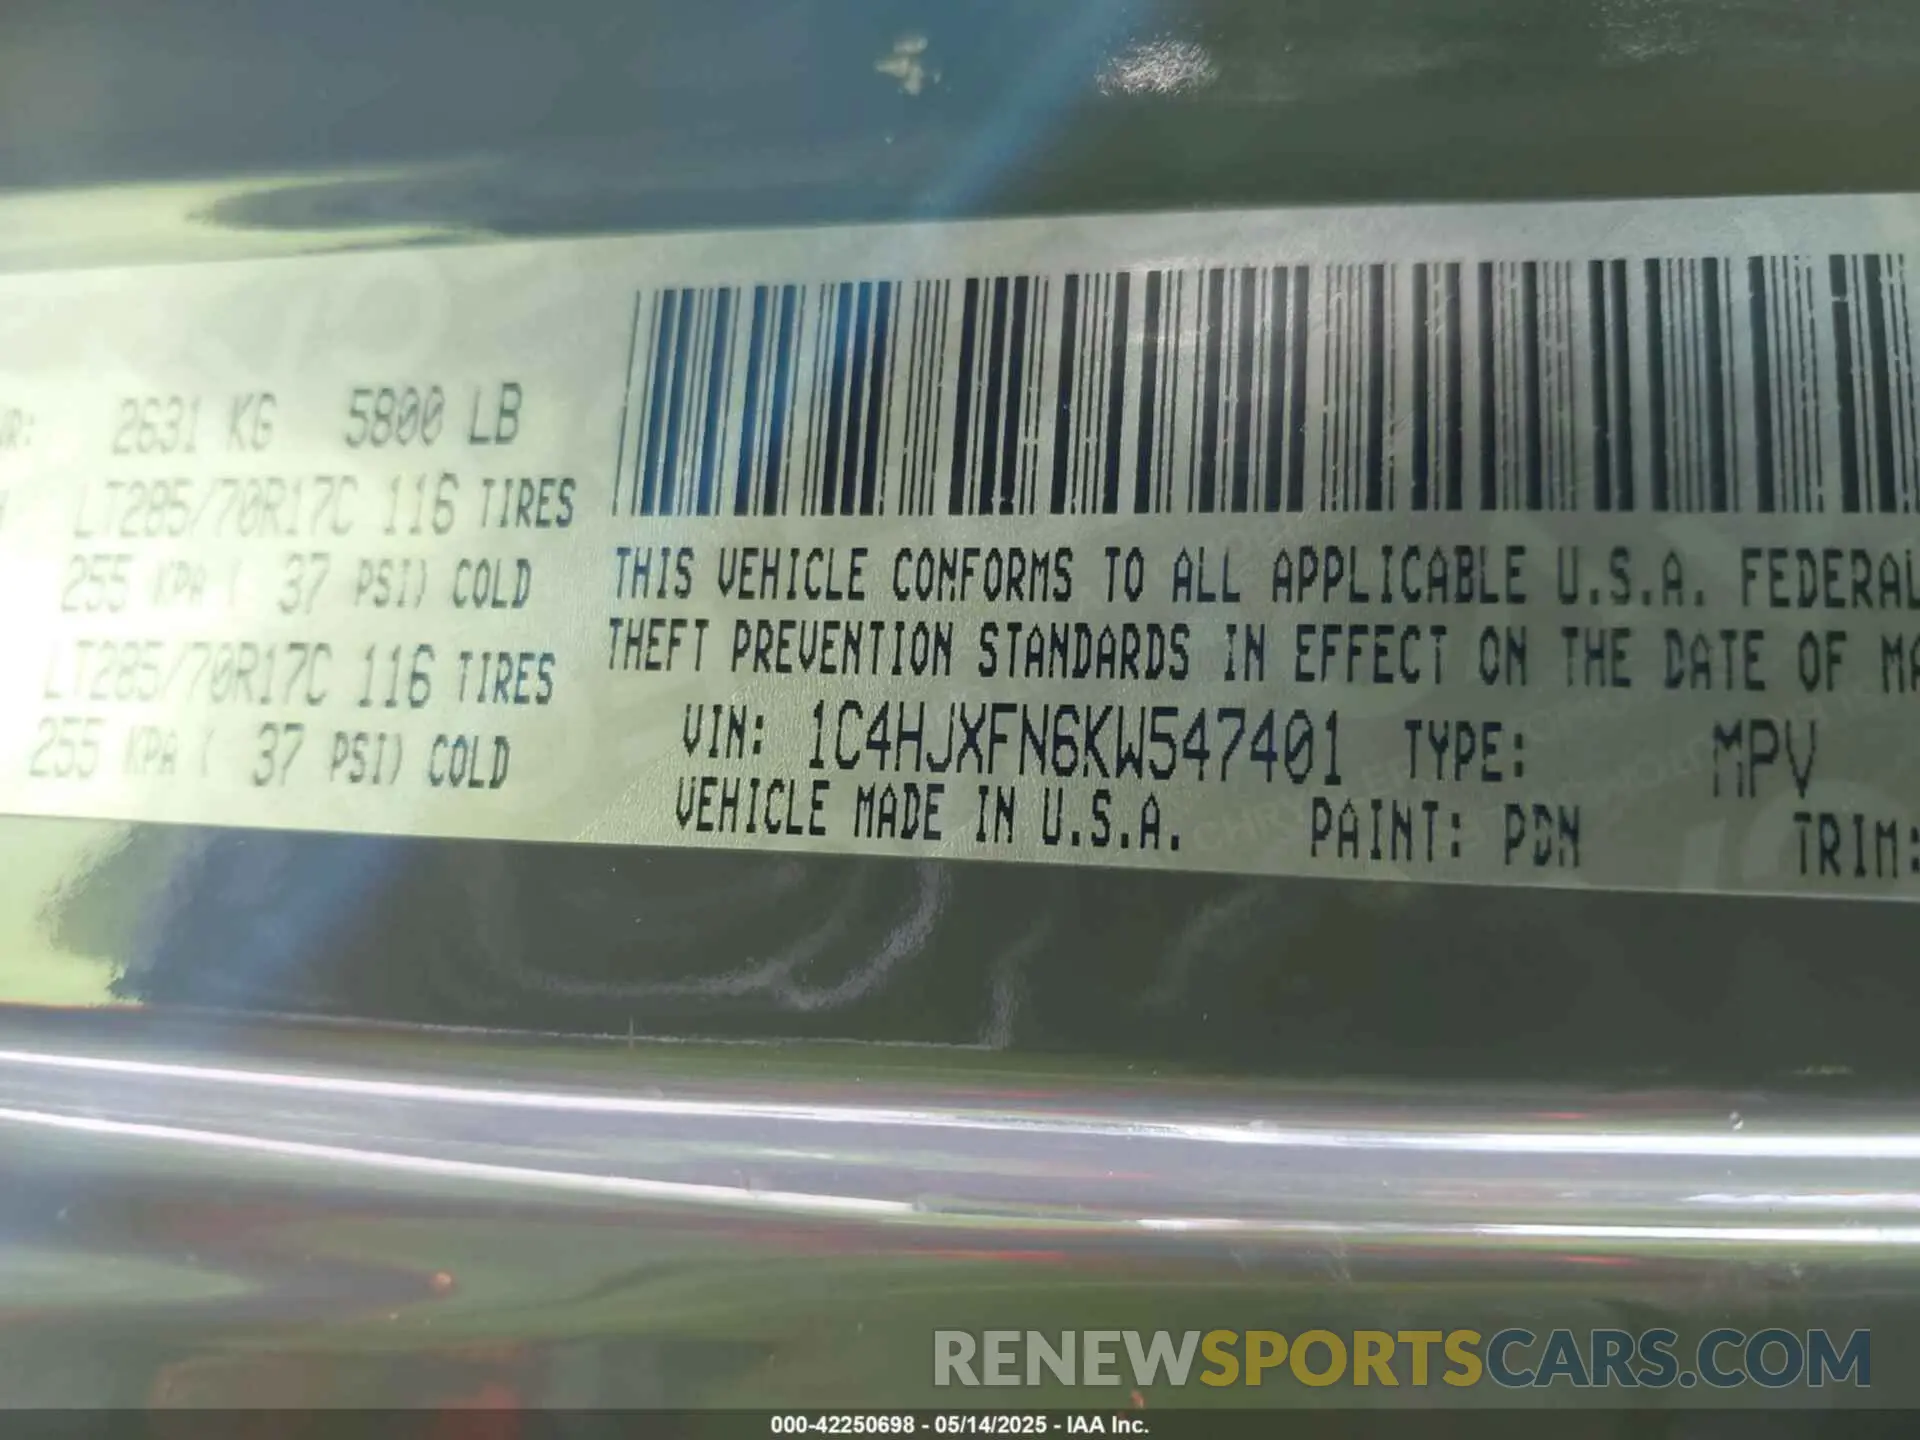 2631 KG 5800 LB
LT285/70R17C 116 TIRES
255 KPA ( 37 PSI) COLD
LT285/70R17C 116 TIRES
255 KPA ( 37 PSI) COLD
THIS VEHICLE CONFORMS TO ALL APPLICABLE U.S.A. FEDERAL
THEFT PREVENTION STANDARDS IN EFFECT ON THE DATE OF MA
VIN: 1C4HJXFN6KW547401 TYPE: MPV
VEHICLE MADE IN U.S.A. PAINT: PDN TRIM:
RENEWSPORTSCARS.COM
000-42250698 - 05/14/2025 - IAA Inc.